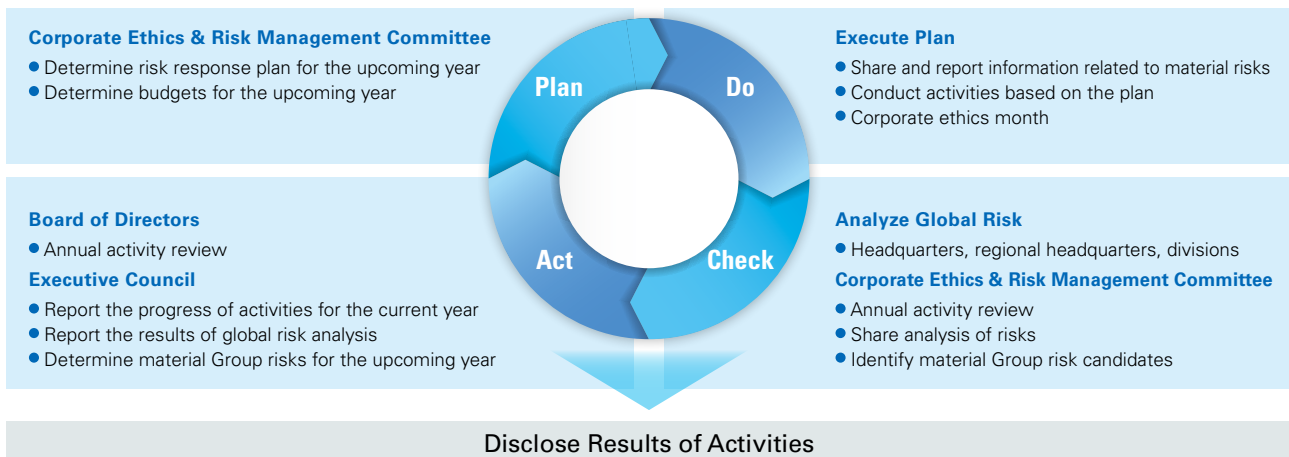 Corporate Ethics & Risk Management Committee
● Determine risk response plan for the upcoming year
● Determine budgets for the upcoming year
Plan
Do
Execute Plan
● Share and report information related to material risks
● Conduct activities based on the plan
● Corporate ethics month
Board of Directors
● Annual activity review
Executive Council
● Report the progress of activities for the current year
● Report the results of global risk analysis
● Determine material Group risks for the upcoming year
Act
Check
Analyze Global Risk
● Headquarters, regional headquarters, divisions
Corporate Ethics & Risk Management Committee
● Annual activity review
● Share analysis of risks
● Identify material Group risk candidates
Disclose Results of Activities